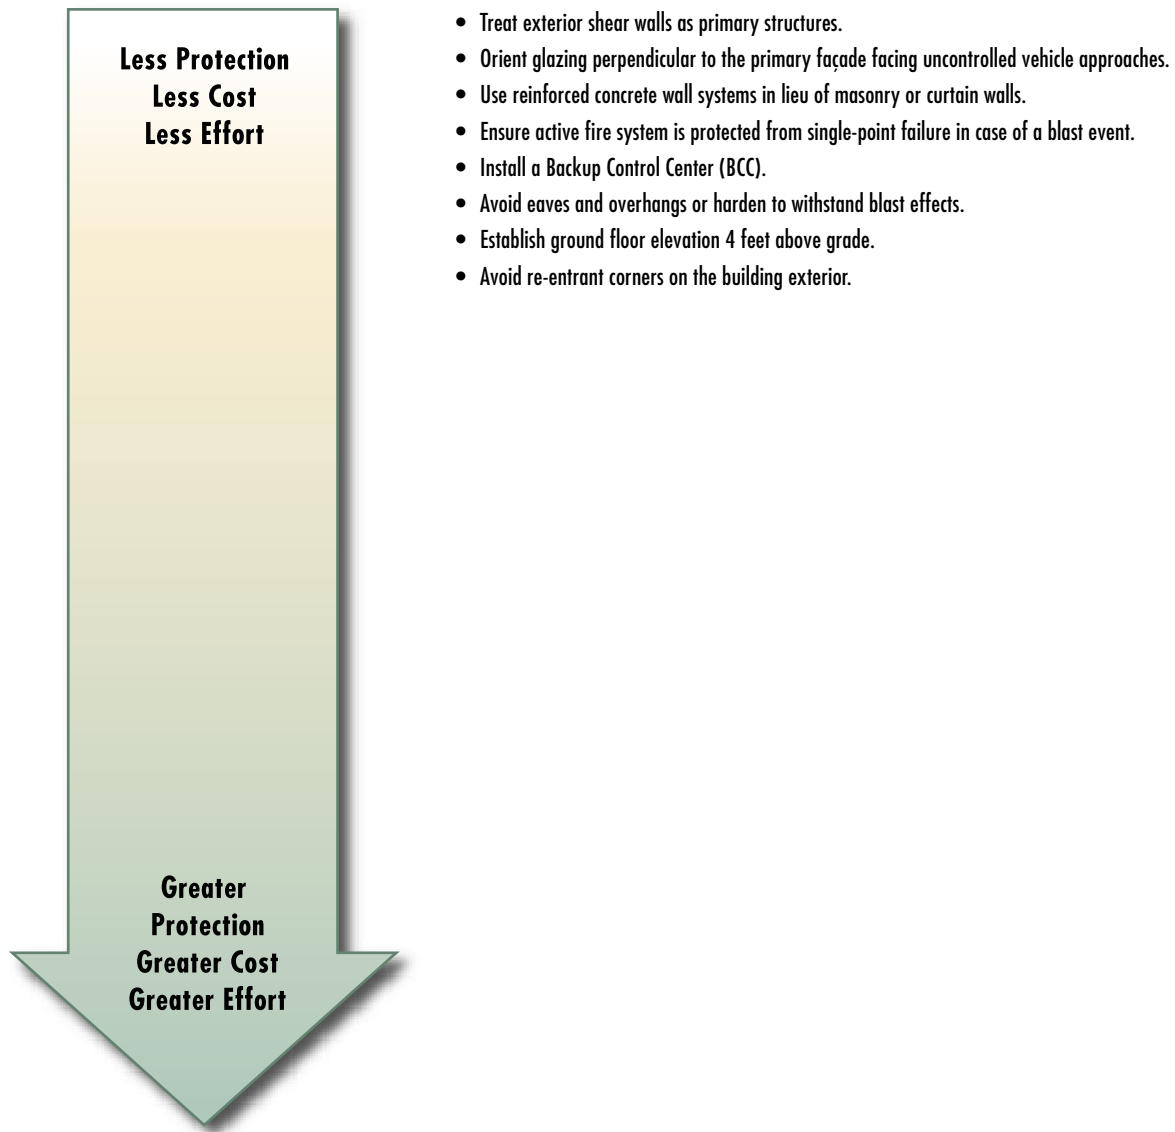 Less Protection
Less Cost
Less Effort
Greater
Protection
Greater Cost
Greater Effort
• Treat exterior shear walls as primary structures.
• Orient glazing perpendicular to the primary façade facing uncontrolled vehicle approaches.
• Use reinforced concrete wall systems in lieu of masonry or curtain walls.
• Ensure active fire system is protected from single-point failure in case of a blast event.
• Install a Backup Control Center (BCC).
• Avoid eaves and overhangs or harden to withstand blast effects.
• Establish ground floor elevation 4 feet above grade.
• Avoid re-entrant corners on the building exterior.